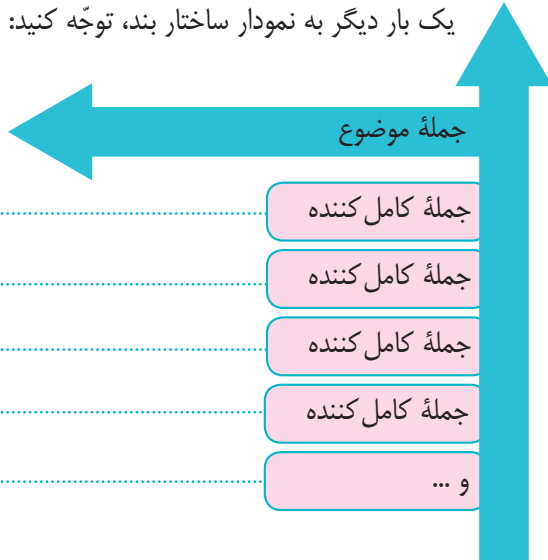 یک بار دیگر به نمودار ساختار بند، توجّه کنید:
جملهٔ موضوع
جملهٔ کامل‌کننده
جملهٔ کامل‌کننده
جملهٔ کامل‌کننده
جملهٔ کامل‌کننده
و ...